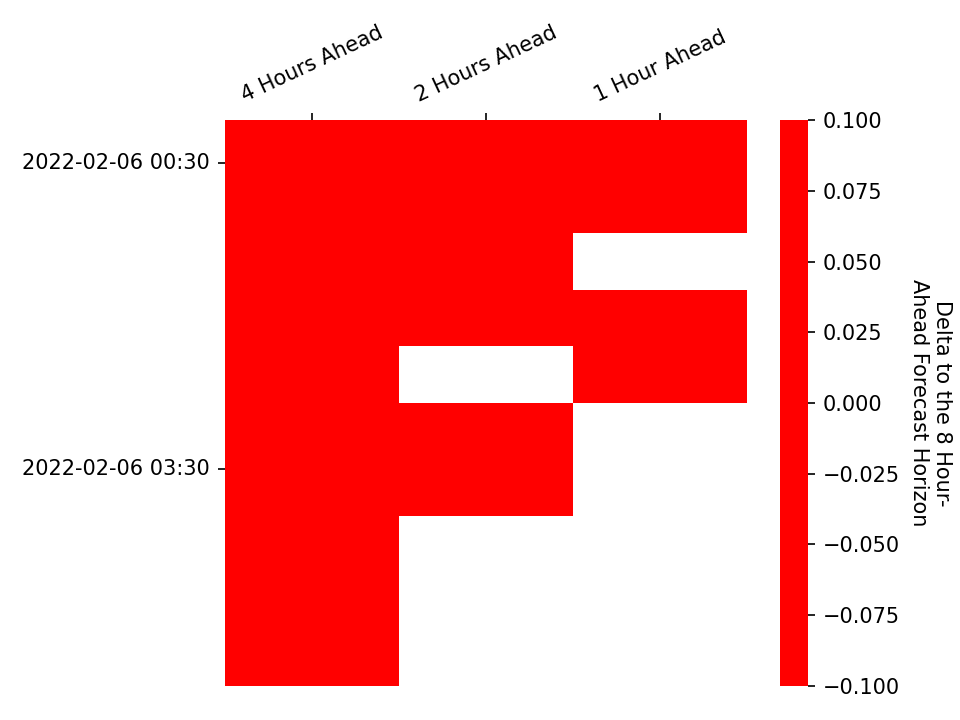 4 Hours Ahead
2 Hours Ahead
1 Hour Ahead
2022-02-06 00:30
2022-02-06 03:30
0.100
0.075
0.050
0.025
0.000
−0.025
−0.050
−0.075
−0.100
Delta to the 8 Hour-
Ahead Forecast Horizon